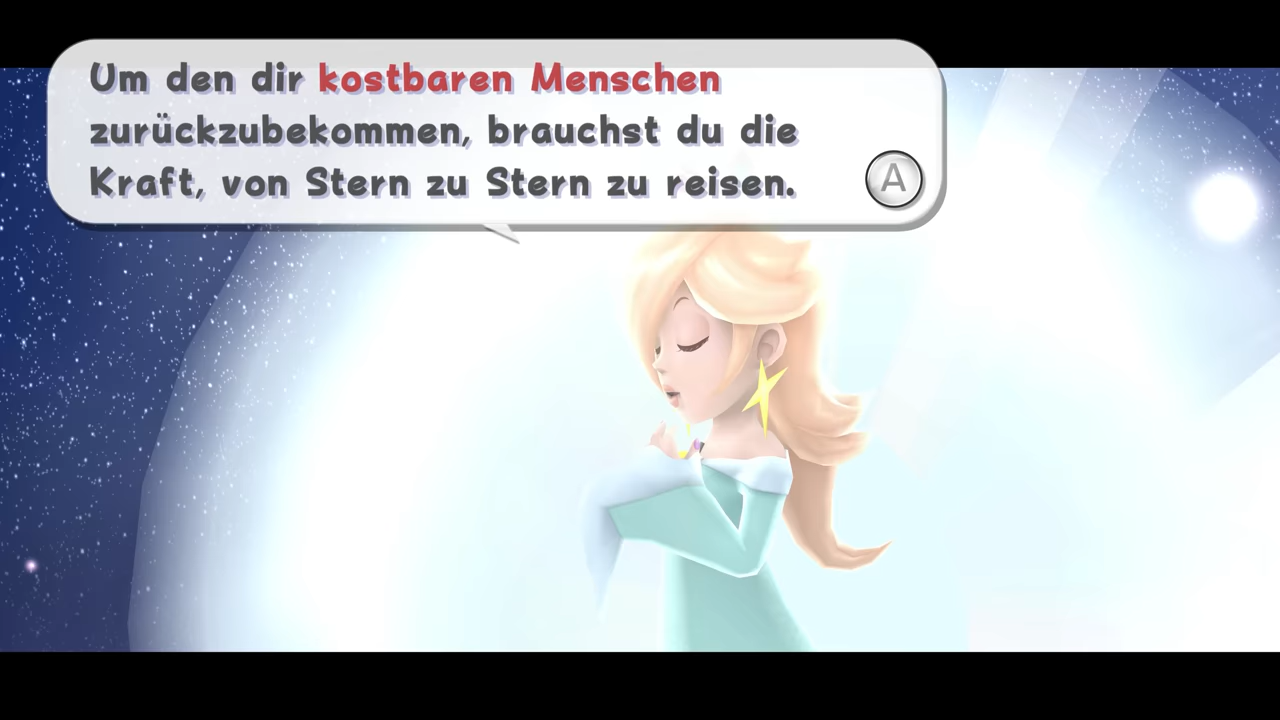 Um den dir kostbaren Menschen
zurückzubekommen, brauchst du die
Kraft, von Stern zu Stern zu reisen.
A